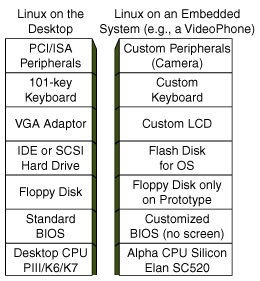 Linux on the
Desktop
Linux on an Embedded
System (e.g., a VideoPhone)
PCI/ISA
Peripherals
Custom Peripherals
(Camera)
101-key
Keyboard
Custom
Keyboard
VGA Adaptor
Custom LCD
IDE or SCSI
Hard Drive
Flash Disk
for OS
Floppy Disk
Floppy Disk only
on Prototype
Standard
BIOS
Customized
BIOS (no screen)
Desktop CPU
PIII/K6/K7
Alpha CPU Silicon
Elan SC520